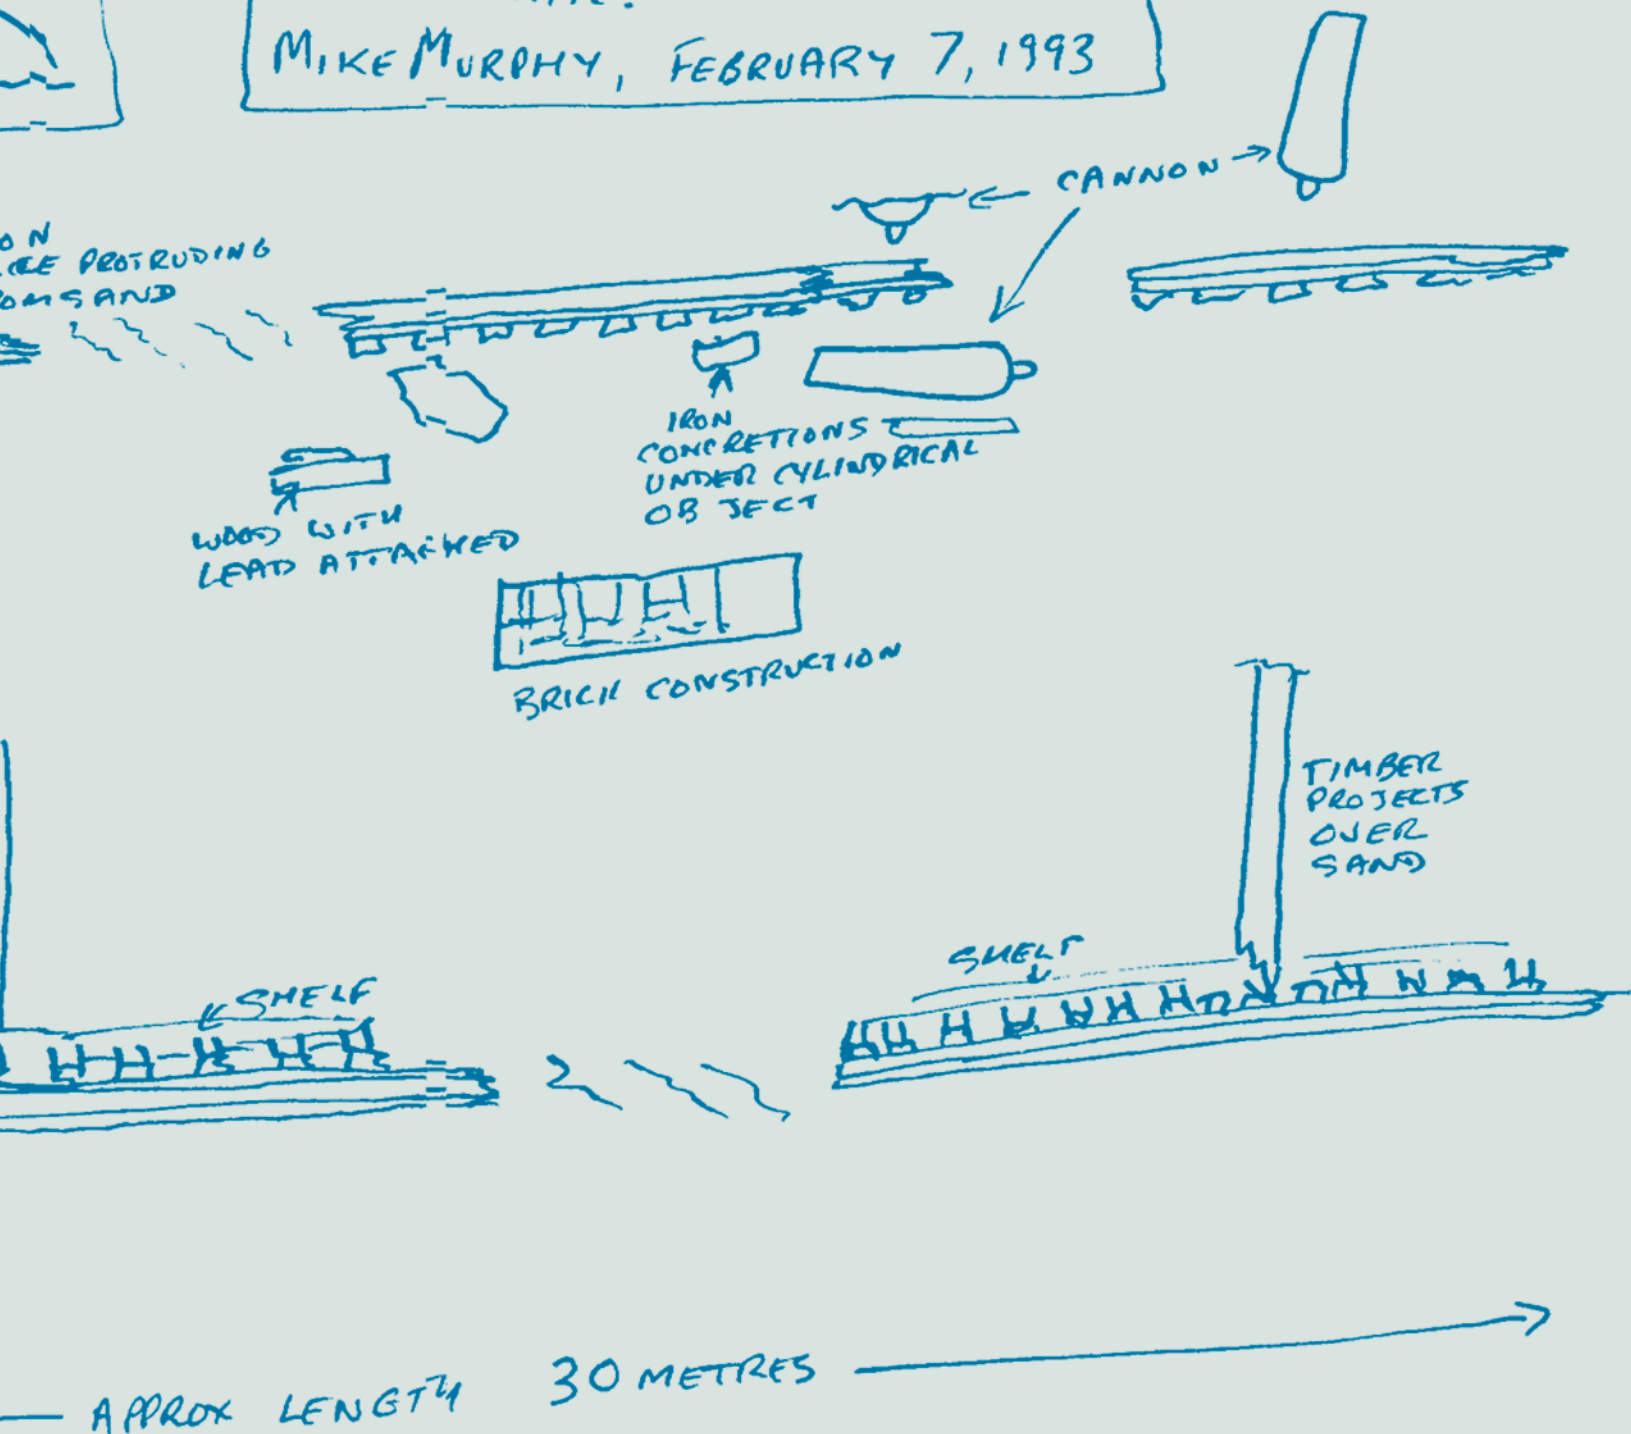 MIKE MURPHY, FEBRUARY 7, 1993
CANNON
PROTRUDING
SAND
IRON
CONCRETIONS
UNDER CYLINDRICAL
OBJECT
WOOD WITH
LEAD ATTACHED
BRICK CONSTRUCTION
TIMBER
PROJECTS
OVER
SAND
SHELF
SHELF
APPROX LENGTH 30 METRES